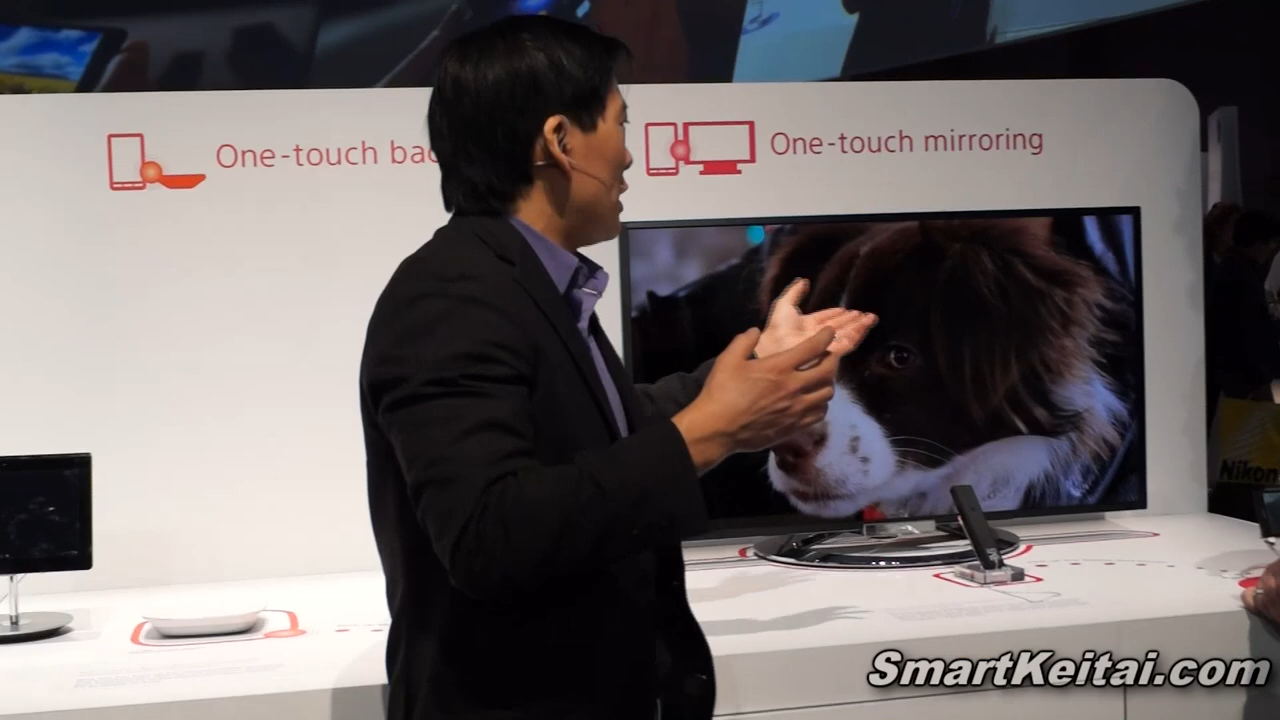 One-touch bac
One-touch mirroring
Nikon
SmartKeitai.com